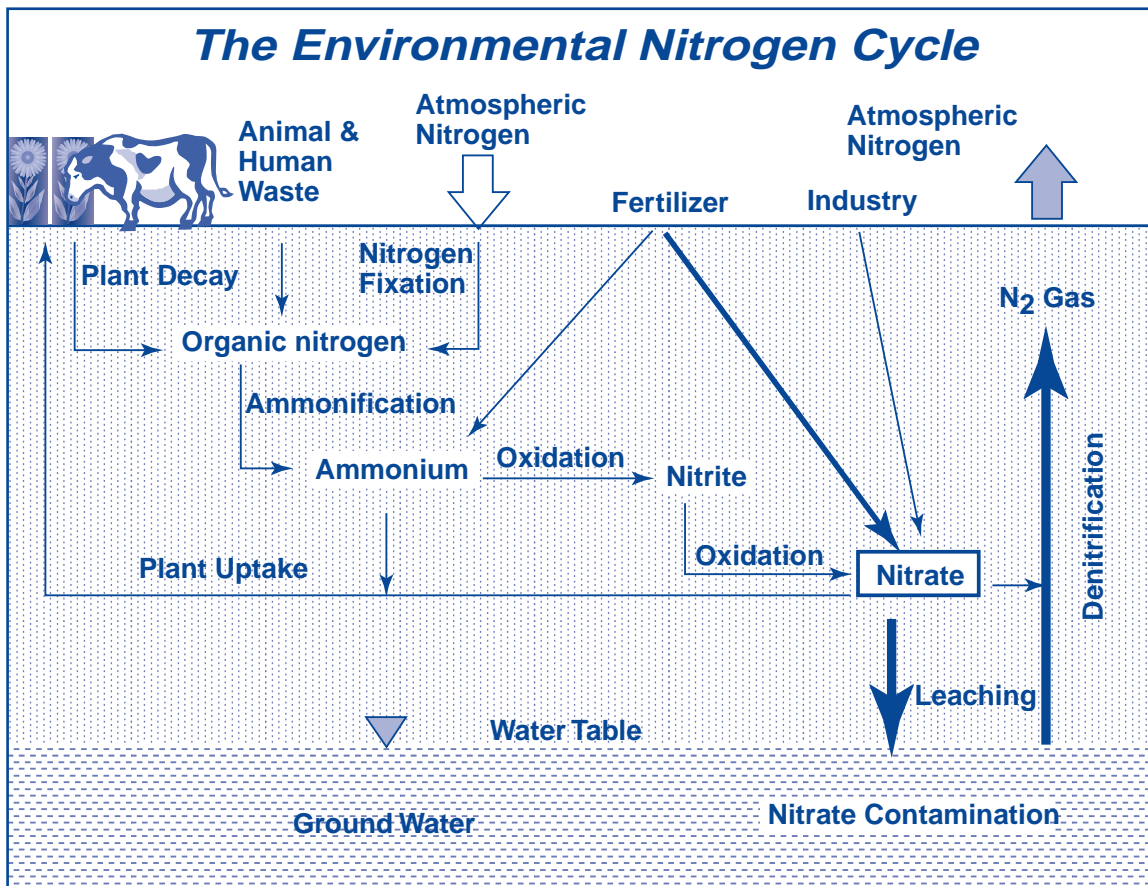 The Environmental Nitrogen Cycle
Animal &
Human
Waste
Atmospheric
Nitrogen
Atmospheric
Nitrogen
Fertilizer
Industry
Plant Decay
Nitrogen
Fixation
N2 Gas
Organic nitrogen
Ammonification
Ammonium
Oxidation
Nitrite
Denitrification
Oxidation
Plant Uptake
Nitrate
Leaching
Water Table
Ground Water
Nitrate Contamination